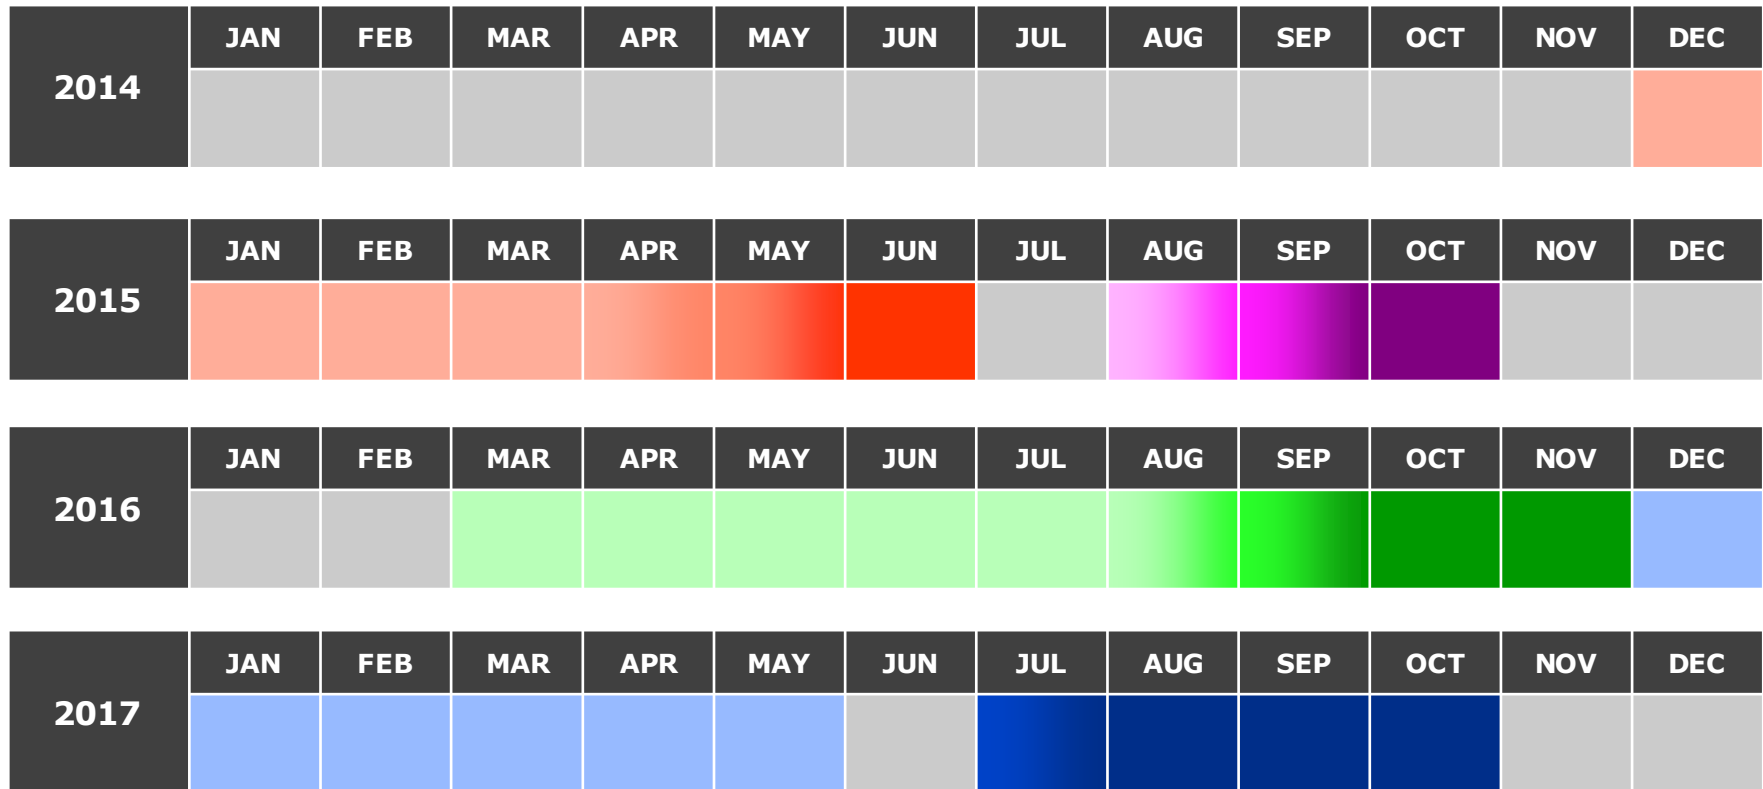 JAN FEB MAR APR MAY JUN JUL AUG SEP OCT NOV DEC
2014
JAN FEB MAR APR MAY JUN JUL AUG SEP OCT NOV DEC
2015
JAN FEB MAR APR MAY JUN JUL AUG SEP OCT NOV DEC
2016
JAN FEB MAR APR MAY JUN JUL AUG SEP OCT NOV DEC
2017